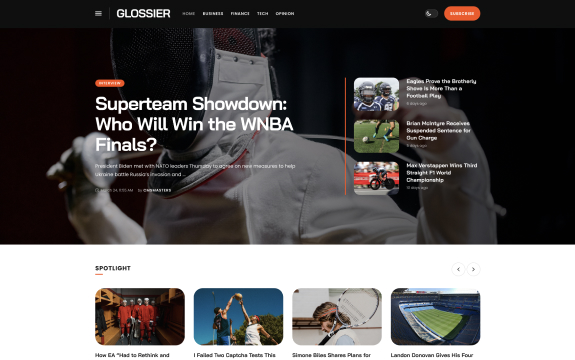 GLOSSIER
HOME BUSINESS FINANCE TECH OPINION
SUBSCRIBE
INTERVIEW
Superteam Showdown:
Who Will Win the WNBA
Finals?
President Biden met with NATO leaders Thursday to agree on new measures to help
Ukraine battle Russia's invasion and ...
24, 8:05 AM By CMSMASTERS
Eagles Prove the Brotherly
Shove is More Than a
Football Play
6 days ago
Brian McIntyre Receives
Suspended Sentence for
Gun Charge
6 days ago
Max Verstappen Wins Third
Straight F1 World
Championship
10 days ago
SPOTLIGHT
How EA "Had to Rethink and
I Failed Two Captcha Tests This
Simone Biles Shares Plans for
Landon Donovan Gives His Four